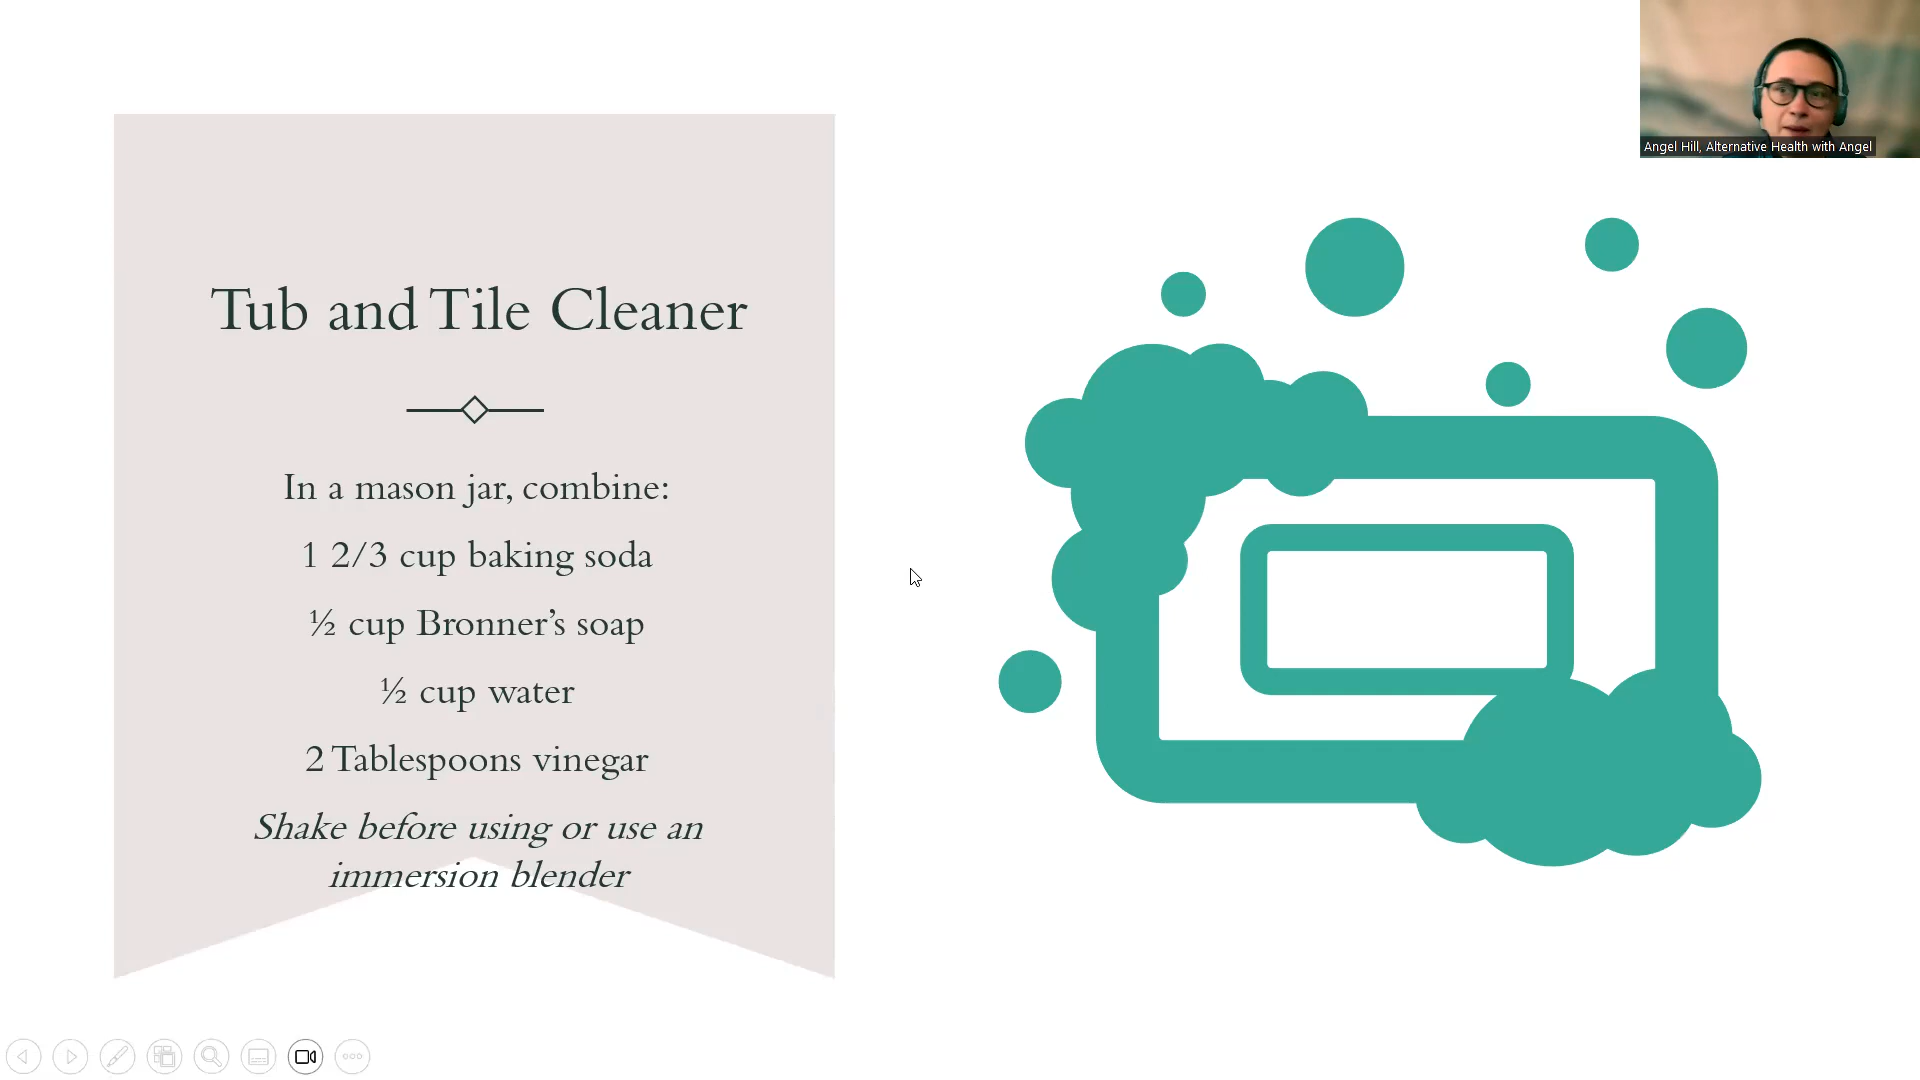 Angel Hill, Alternative Health with Angel
Tub and Tile Cleaner
In a mason jar, combine:
1 2/3 cup baking soda
½ cup Bronner’s soap
½ cup water
2 Tablespoons vinegar
Shake before using or use an
immersion blender